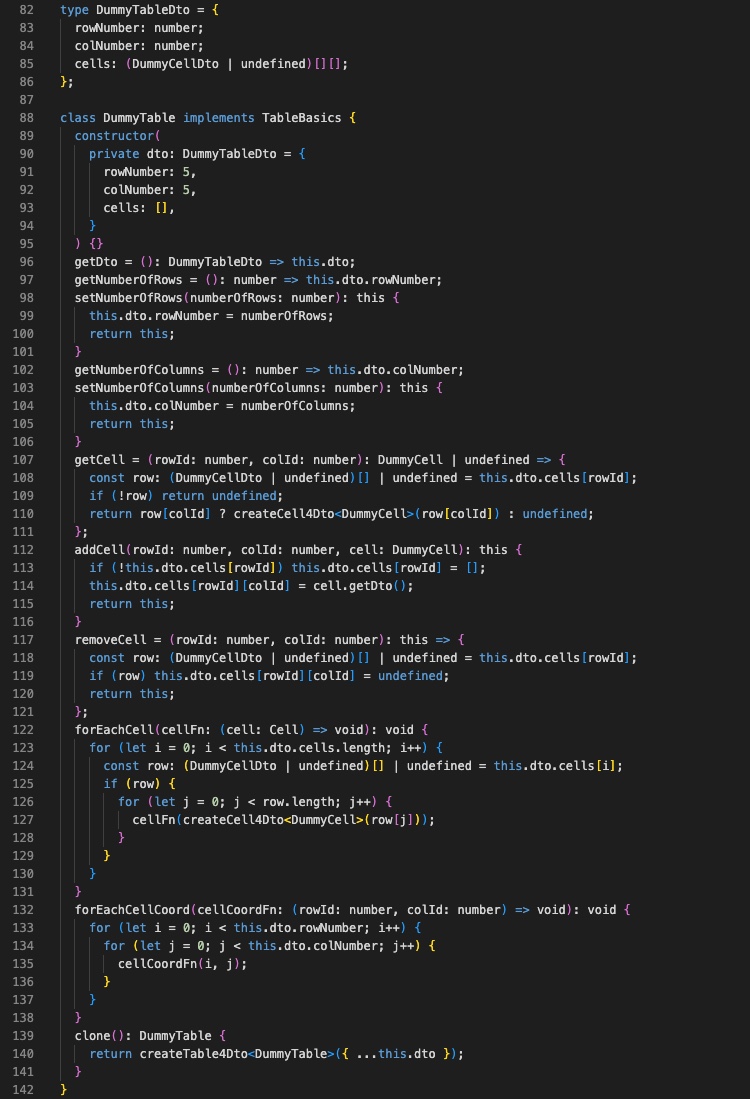 82 type DummyTableDto = {
83   rowNumber: number;
84   colNumber: number;
85   cells: (DummyCellDto | undefined)[][];
86 };
87
88 class DummyTable implements TableBasics {
89   constructor(
90     private dto: DummyTableDto = {
91       rowNumber: 5,
92       colNumber: 5,
93       cells: [],
94     }
95   ) {}
96   getDto = (): DummyTableDto => this.dto;
97   getNumberOfRows = (): number => this.dto.rowNumber;
98   setNumberOfRows(numberOfRows: number): this {
99     this.dto.rowNumber = numberOfRows;
100     return this;
101   }
102   getNumberOfColumns = (): number => this.dto.colNumber;
103   setNumberOfColumns(numberOfColumns: number): this {
104     this.dto.colNumber = numberOfColumns;
105     return this;
106   }
107   getCell = (rowId: number, colId: number): DummyCell | undefined => {
108     const row: (DummyCellDto | undefined)[] | undefined = this.dto.cells[rowId];
109     if (!row) return undefined;
110     return row[colId] ? createCell4Dto<DummyCell>(row[colId]) : undefined;
111   };
112   addCell(rowId: number, colId: number, cell: DummyCell): this {
113     if (!this.dto.cells[rowId]) this.dto.cells[rowId] = [];
114     this.dto.cells[rowId][colId] = cell.getDto();
115     return this;
116   }
117   removeCell = (rowId: number, colId: number): this => {
118     const row: (DummyCellDto | undefined)[] | undefined = this.dto.cells[rowId];
119     if (row) this.dto.cells[rowId][colId] = undefined;
120     return this;
121   };
122   forEachCell(cellFn: (cell: Cell) => void): void {
123     for (let i = 0; i < this.dto.cells.length; i++) {
124       const row: (DummyCellDto | undefined)[] | undefined = this.dto.cells[i];
125       if (row) {
126         for (let j = 0; j < row.length; j++) {
127           cellFn(createCell4Dto<DummyCell>(row[j]));
128         }
129       }
130     }
131   }
132   forEachCellCoord(cellCoordFn: (rowId: number, colId: number) => void): void {
133     for (let i = 0; i < this.dto.rowNumber; i++) {
134       for (let j = 0; j < this.dto.colNumber; j++) {
135         cellCoordFn(i, j);
136       }
137     }
138   }
139   clone(): DummyTable {
140     return createTable4Dto<DummyTable>({ ...this.dto });
141   }
142 }